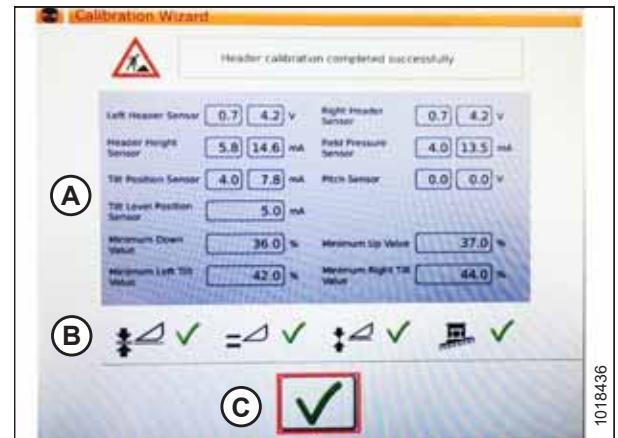 Calibration Wizard
Header calibration completed successfully
Left Header Sensor 0.7 4.2 V Right Header Sensor 0.7 4.2 V
Header Height Sensor 5.8 14.6 mA Field Pressure Sensor 4.0 13.5 mA
Tilt Position Sensor 4.0 7.8 mA Pitch Sensor 0.0 0.0 V
Tilt Level Position Sensor 5.0 mA
Minimum Down Value 36.0 % Minimum Up Value 37.0 %
Minimum Left Tilt Value 42.0 % Minimum Right Tilt Value 44.0 %
A
B
C
1018436